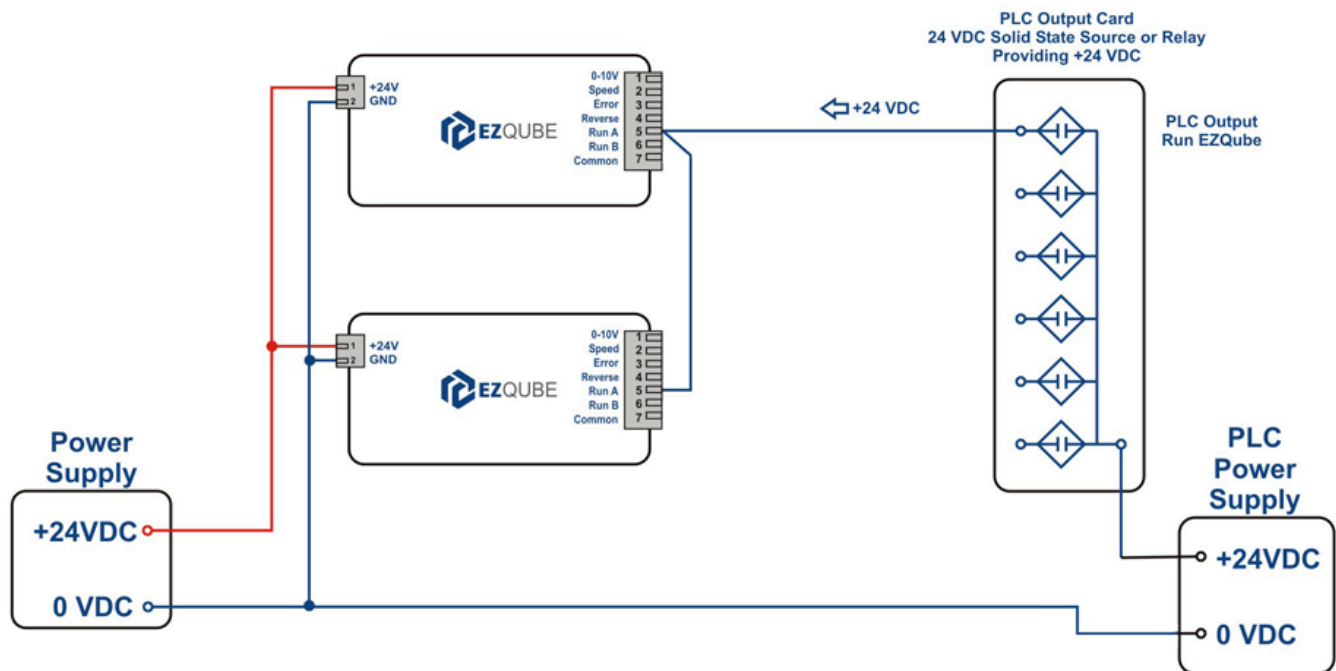 PLC Output Card
24 VDC Solid State Source or Relay
Providing +24 VDC
1 +24V
2 GND
EZQUBE
0-10V 1
Speed 2
Error 3
Reverse 4
Run A 5
Run B 6
Common 7
+24 VDC
PLC Output
Run EZQube
1 +24V
2 GND
EZQUBE
0-10V 1
Speed 2
Error 3
Reverse 4
Run A 5
Run B 6
Common 7
Power
Supply
+24VDC
0 VDC
PLC
Power
Supply
+24VDC
0 VDC